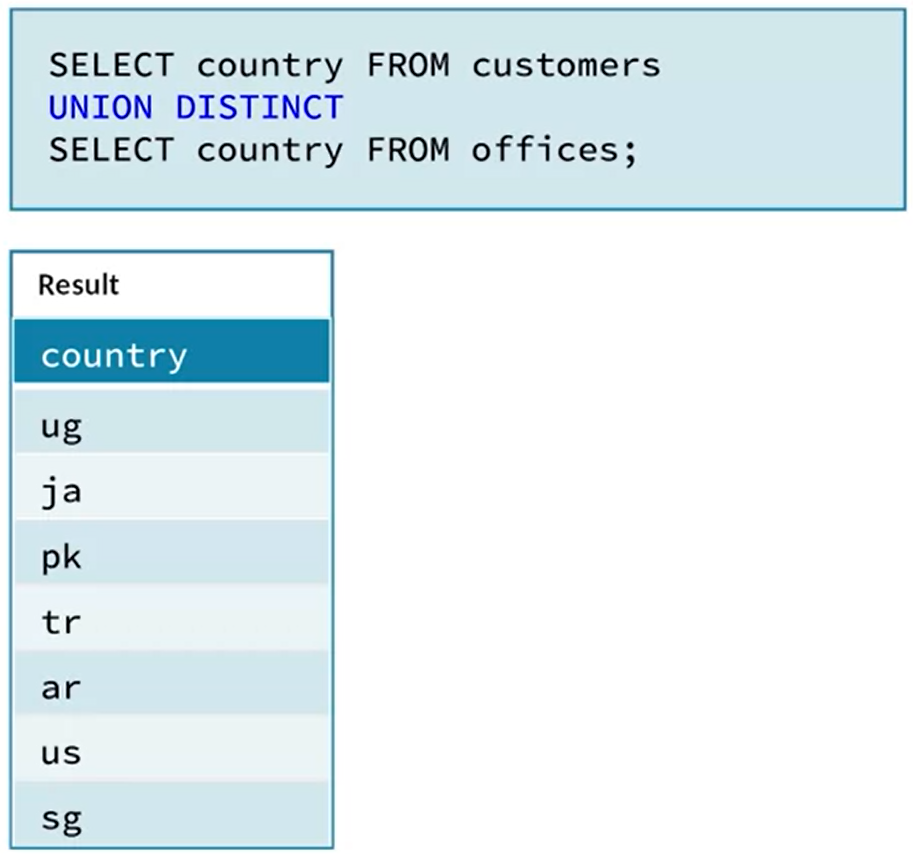 SELECT country FROM customers
UNION DISTINCT
SELECT country FROM offices;
Result
country
ug
ja
pk
tr
ar
us
sg